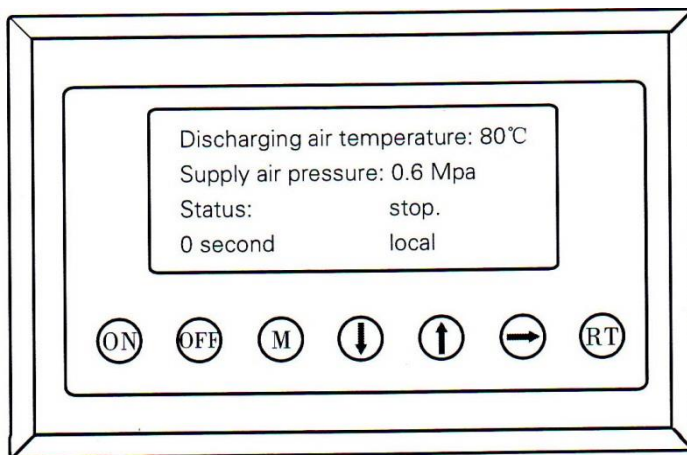 Discharging air temperature: 80℃
Supply air pressure: 0.6 Mpa
Status: stop.
0 second local
ON OFF M ↓ ↑ → RT